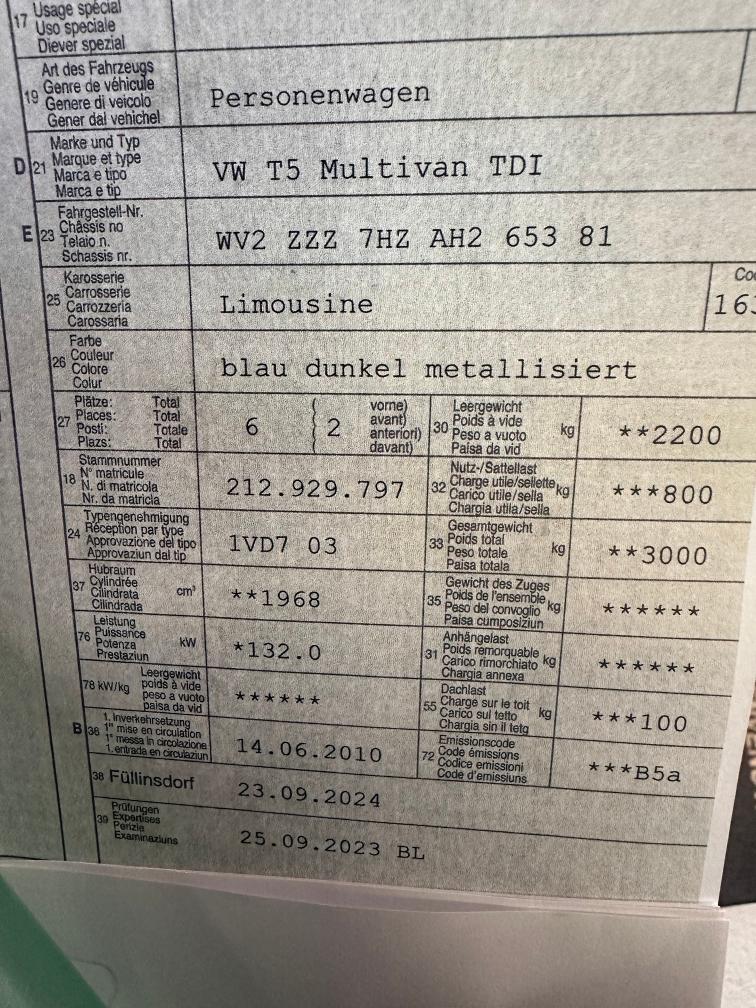 17 Usage spécial
Uso speciale
Diever spezial
19 Art des Fahrzeugs
Genre de véhicule
Genere di veicolo
Gener dal vehichel
Personenwagen
D 21 Marke und Typ
Marque et type
Marca e tipo
Marca e tip
VW T5 Multivan TDI
E 23 Fahrgestell-Nr.
Châssis no
Telaio n.
Schassis nr.
WV2 ZZZ 7HZ AH2 653 81
25 Karosserie
Carrosserie
Carrozzeria
Carossaria
Limousine
26 Farbe
Couleur
Colore
Colur
blau dunkel metallisiert
27 Plätze: Total
Places: Total
Posti: Totale
Plazs: Total
6 ( 2 vorne)
avant)
anteriori)
davant)
30 Leergewicht
Poids à vide
Peso a vuoto
Paisa da vid
kg
**2200
18 Stammnummer
N° matricule
N. di matricola
Nr. da matricla
212.929.797
32 Nutz-/Sattellast
Charge utile/sellette
Carico utile/sella
Chargia utila/sella
kg
***800
24 Typengenehmigung
Réception par type
Approvazione del tipo
Approvaziun dal tip
1VD7 03
33 Gesamtgewicht
Poids total
Peso totale
Paisa totala
kg
**3000
37 Hubraum
Cylindrée
Cilindrata
Cilindrada
cm³
**1968
35 Gewicht des Zuges
Poids de l'ensemble
Peso del convoglio
Paisa cumposiziun
kg
******
76 Leistung
Puissance
Potenza
Prestaziun
kW
*132.0
31 Anhängelast
Poids remorquable
Carico rimorchiato
Chargia annexa
kg
******
78 kW/kg Leergewicht
poids à vide
peso a vuoto
paisa da vid
******
55 Dachlast
Charge sur le toit
Carico sul tetto
Chargia sin il tetg
kg
***100
B 36 1. Inverkehrsetzung
1re mise en circulation
1a messa in circolazione
1. entrada en circulaziun
14.06.2010
72 Emissionscode
Code émissions
Codice emissioni
Code d'emissiuns
***B5a
38 Füllinsdorf
23.09.2024
39 Prüfungen
Expertises
Perizie
Examinaziuns
25.09.2023 BL